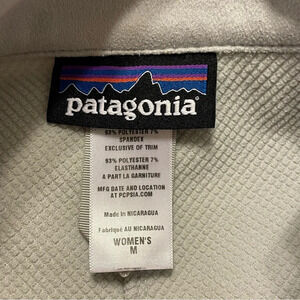 patagonia
93% POLYESTER 7%
SPANDEX
EXCLUSIVE OF TRIM
93% POLYESTER 7%
ELASTHANNE
A PART LA GARNITURE
MFG DATE AND LOCATION
AT PCPSIA.COM
Made in NICARAGUA
Fabriqué AU NICARAGUA
WOMEN'S
M